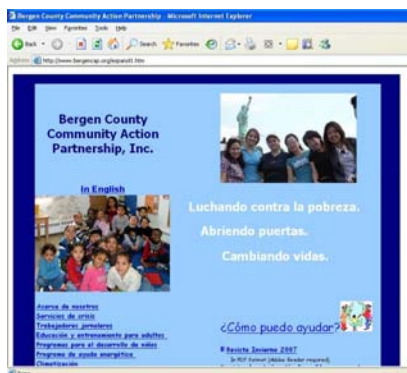 Bergen County Community Action Partnership - Microsoft Internet Explorer
File Edit View Favorites Tools Help
Back Search Favorites
Address http://www.bergencap.org/espanol1.htm
Bergen County
Community Action
Partnership, Inc.
In English
Luchando contra la pobreza.
Abriendo puertas.
Cambiando vidas.
Acerca de nosotros
Servicios de crisis
Trabajadores jornaleros
Educación y entrenamiento para adultos
Programas para el desarrollo de niños
Programa de ayuda energética
Climatización
¿Cómo puedo ayudar?
Revista Invierno 2007
In PDF format (Adobe Reader required)